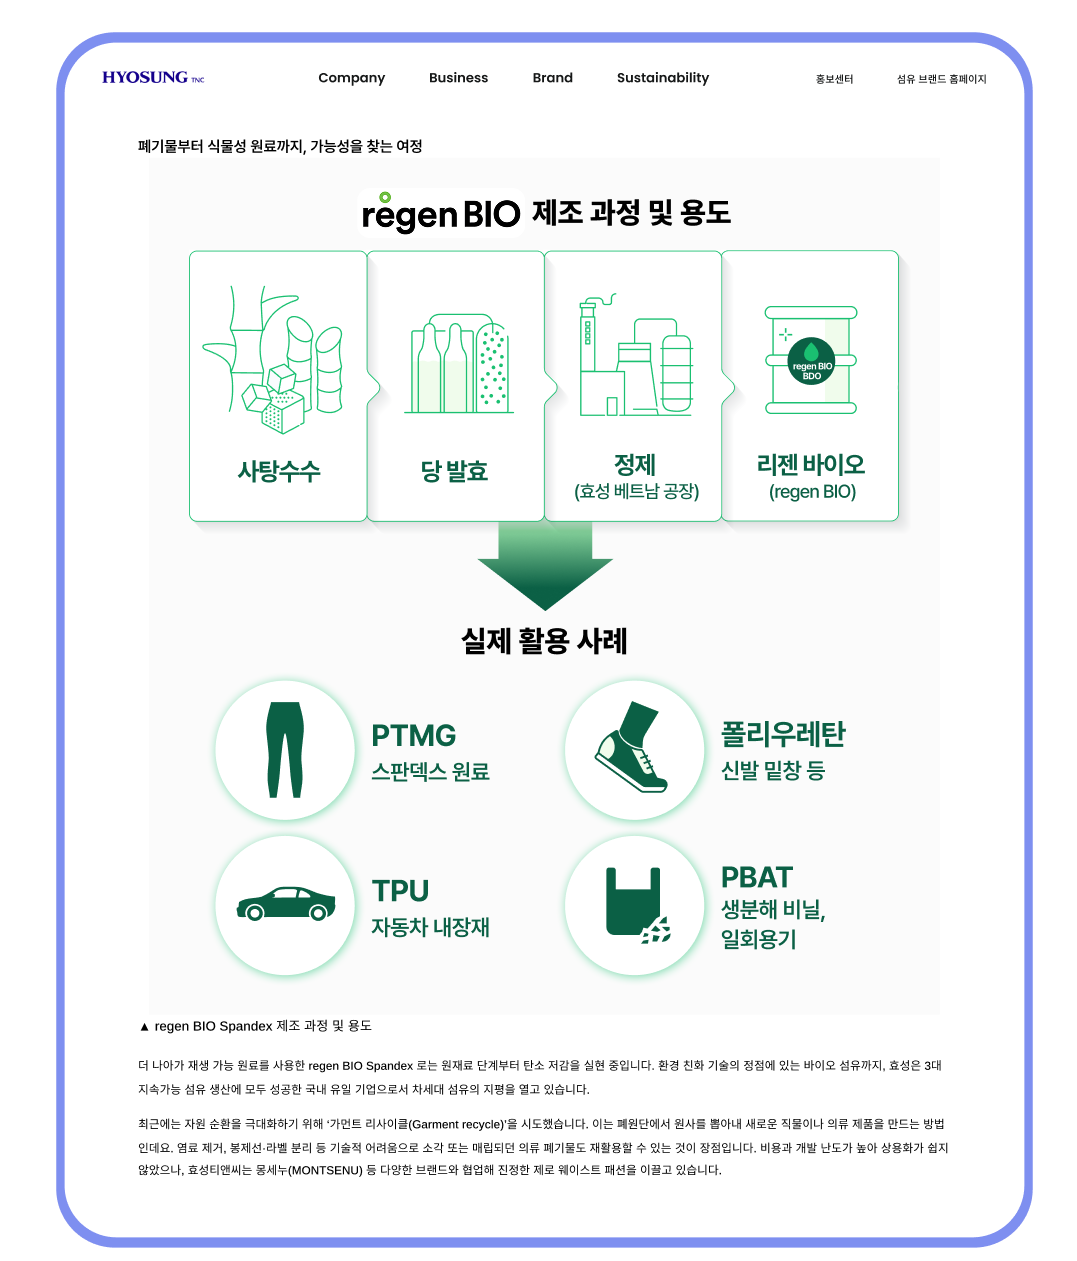 HYOSUNG TNC
Company
Business
Brand
Sustainability
홍보센터
섬유 브랜드 홈페이지
폐기물부터 식물성 원료까지, 가능성을 찾는 여정
regen BIO 제조 과정 및 용도
regen BIO
BDO
사탕수수
당 발효
정제
(효성 베트남 공장)
리젠 바이오
(regen BIO)
실제 활용 사례
PTMG
스판덱스 원료
폴리우레탄
신발 밑창 등
TPU
자동차 내장재
PBAT
생분해 비닐,
일회용기
▲ regen BIO Spandex 제조 과정 및 용도
더 나아가 재생 가능 원료를 사용한 regen BIO Spandex 로는 원재료 단계부터 탄소 저감을 실현 중입니다. 환경 친화 기술의 정점에 있는 바이오 섬유까지, 효성은 3대
지속가능 섬유 생산에 모두 성공한 국내 유일 기업으로서 차세대 섬유의 지평을 열고 있습니다.
최근에는 자원 순환을 극대화하기 위해 ‘가먼트 리사이클(Garment recycle)’을 시도했습니다. 이는 폐원단에서 원사를 뽑아내 새로운 직물이나 의류 제품을 만드는 방법
인데요. 염료 제거, 봉제선·라벨 분리 등 기술적 어려움으로 소각 또는 매립되던 의류 폐기물도 재활용할 수 있는 것이 장점입니다. 비용과 개발 난도가 높아 상용화가 쉽지
않았으나, 효성티앤씨는 몽세누(MONTSENU) 등 다양한 브랜드와 협업해 진정한 제로 웨이스트 패션을 이끌고 있습니다.